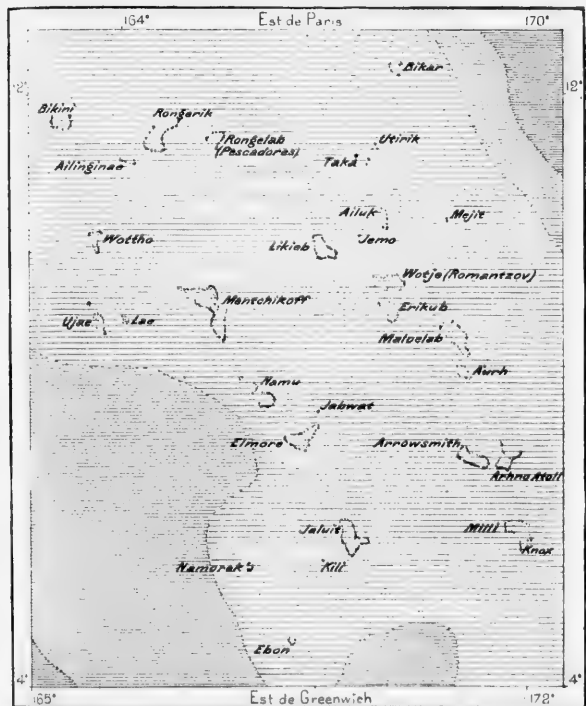 164° Est de Paris 170°
Bikar
12° 12°
Bikini
Rongerik
Rongelab
(Pescadores)
Utirik
Ailinginae
Taka
Ailuk
Mejit
Wottho
Likieb
Jemo
Wotje (Romantzov)
Mentchikoff
Erikub
Ujae
Lae
Maloelab
Aurh
Namu
Jabwat
Elmore
Arrowsmith
Arhno Atoll
Jaluit
Milli
Knox
Namorik's
Kili
Ebon
4° 4°
165° Est de Greenwich 172°